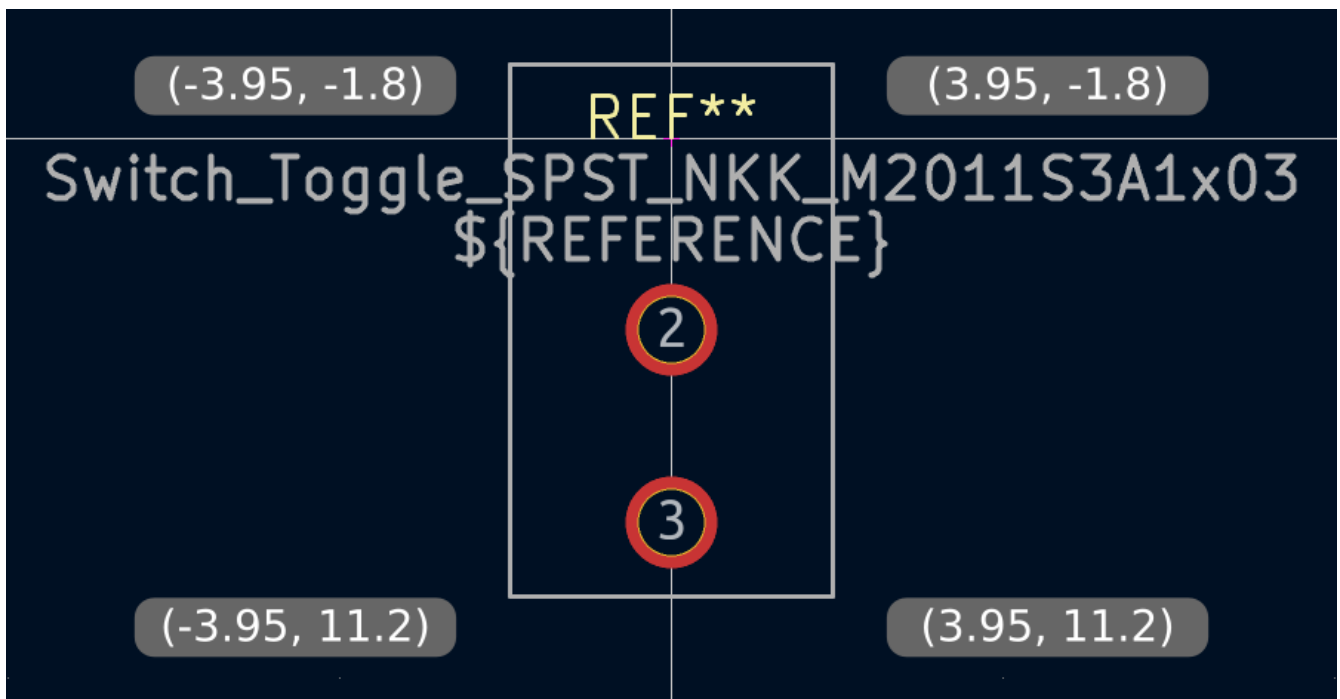 (-3.95, -1.8) (3.95, -1.8)
REF**
Switch_Toggle_SPST_NKK_M2011S3A1x03
${REFERENCE}
2
3
(-3.95, 11.2) (3.95, 11.2)